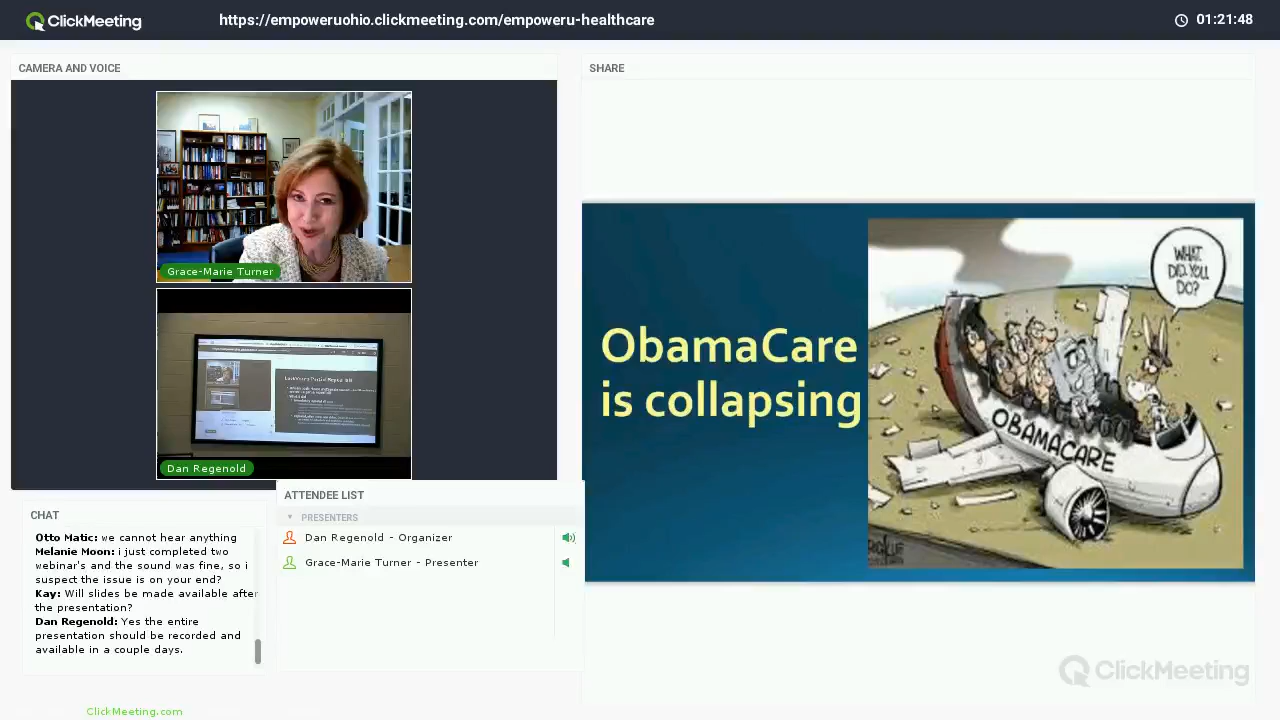 ClickMeeting
https://empoweruohio.clickmeeting.com/empoweru-healthcare
01:21:48
CAMERA AND VOICE
SHARE
Grace-Marie Turner
Dan Regenold
ObamaCare
is collapsing
WHAT
DID YOU
DO?
OBAMACARE
CHAT
Otto Matic: we cannot hear anything
Melanie Moon: i just completed two
webinar's and the sound was fine, so i
suspect the issue is on your end?
Kay: Will slides be made available after
the presentation?
Dan Regenold: Yes the entire
presentation should be recorded and
available in a couple days.
ATTENDEE LIST
PRESENTERS
Dan Regenold - Organizer
Grace-Marie Turner - Presenter
ClickMeeting
ClickMeeting.com